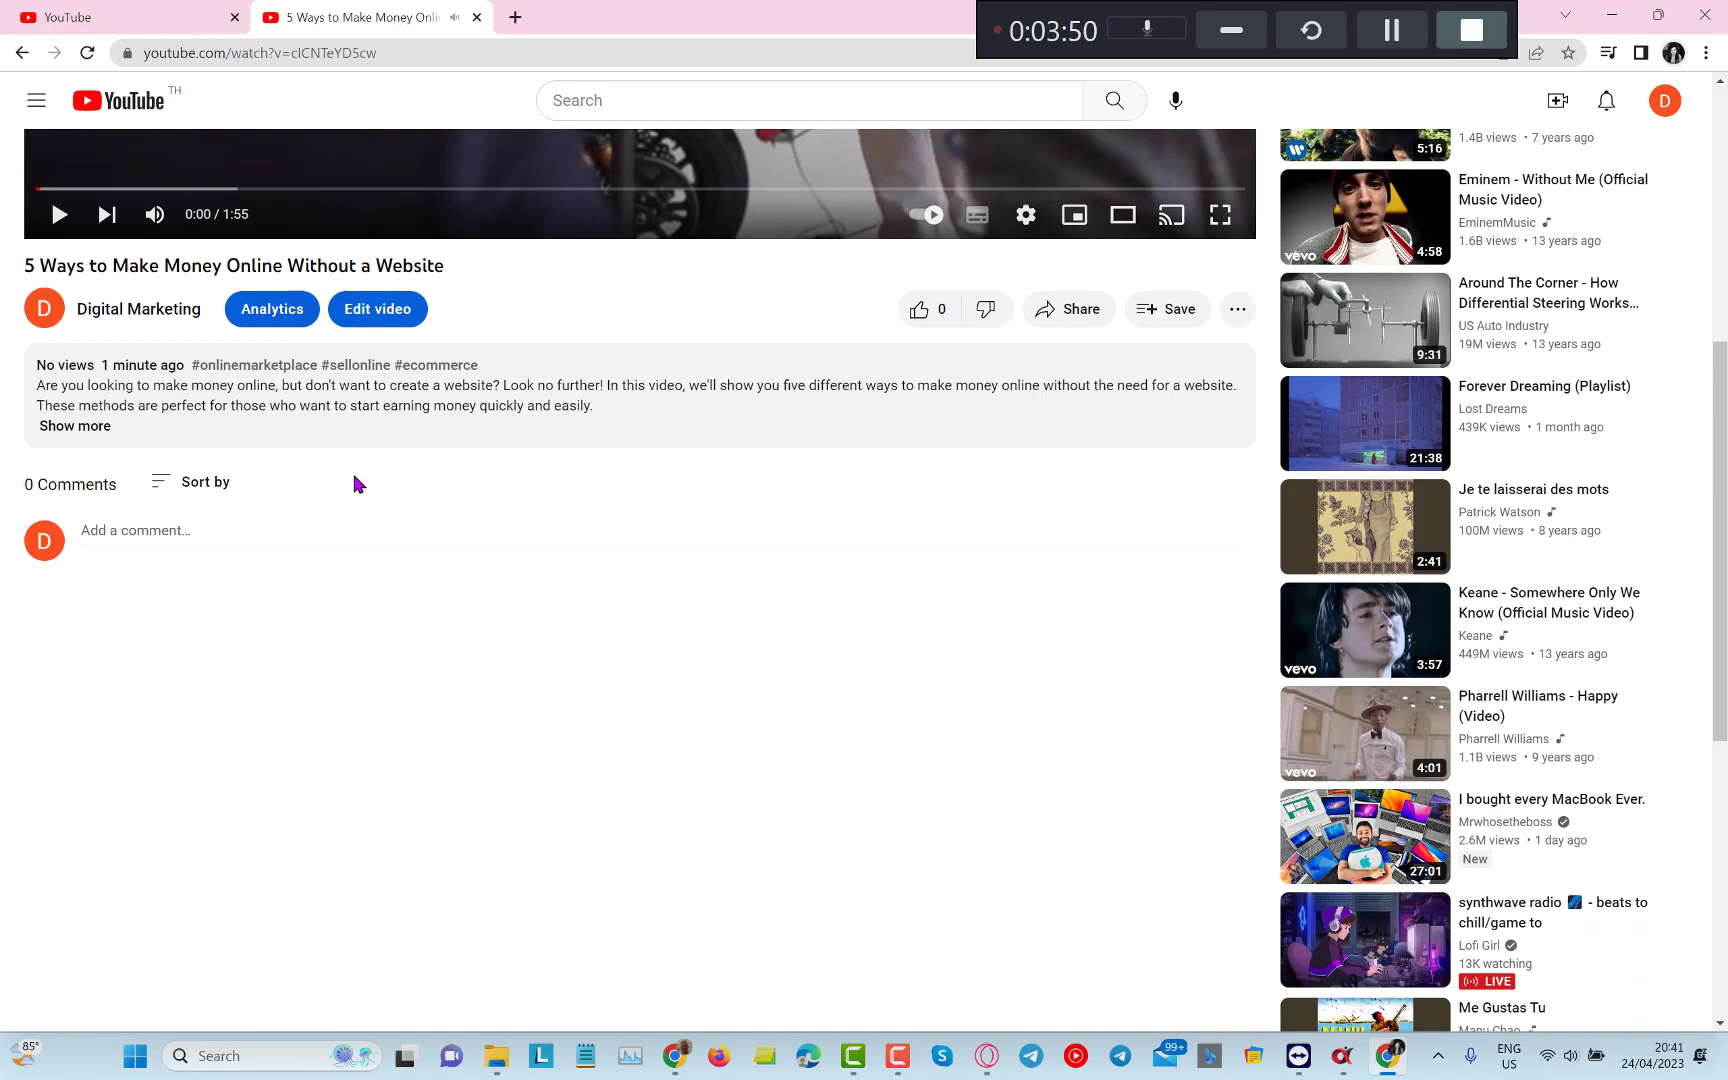 YouTube
5 Ways to Make Money Onli
0:03:50
youtube.com/watch?v=cICNTeYD5cw
YouTube TH
Search
D
0:00 / 1:55
5 Ways to Make Money Online Without a Website
D
Digital Marketing
Analytics
Edit video
0
Share
Save
No views 1 minute ago #onlinemarketplace #sellonline #ecommerce
Are you looking to make money online, but don't want to create a website? Look no further! In this video, we'll show you five different ways to make money online without the need for a website.
These methods are perfect for those who want to start earning money quickly and easily.
Show more
0 Comments
Sort by
D
Add a comment...
5:16
1.4B views • 7 years ago
vevo
4:58
Eminem - Without Me (Official
Music Video)
EminemMusic
1.6B views • 13 years ago
9:31
Around The Corner - How
Differential Steering Works...
US Auto Industry
19M views • 13 years ago
21:38
Forever Dreaming (Playlist)
Lost Dreams
439K views • 1 month ago
2:41
Je te laisserai des mots
Patrick Watson
100M views • 8 years ago
vevo
3:57
Keane - Somewhere Only We
Know (Official Music Video)
Keane
449M views • 13 years ago
vevo
4:01
Pharrell Williams - Happy
(Video)
Pharrell Williams
1.1B views • 9 years ago
27:01
I bought every MacBook Ever.
Mrwhosetheboss
2.6M views • 1 day ago
New
synthwave radio - beats to
chill/game to
Lofi Girl
13K watching
LIVE
Me Gustas Tu
Manu Chao
85°
Search
L
99+
ENG
US
20:41
24/04/2023